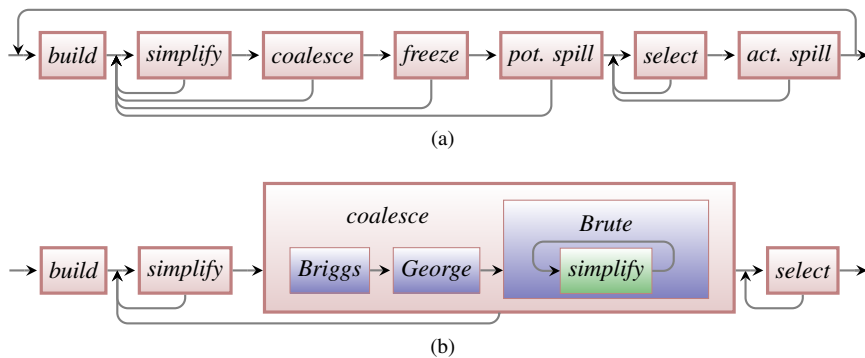 build simplify coalesce freeze pot. spill select act. spill
(a)
coalesce Brute
build simplify Briggs George simplify select
(b)